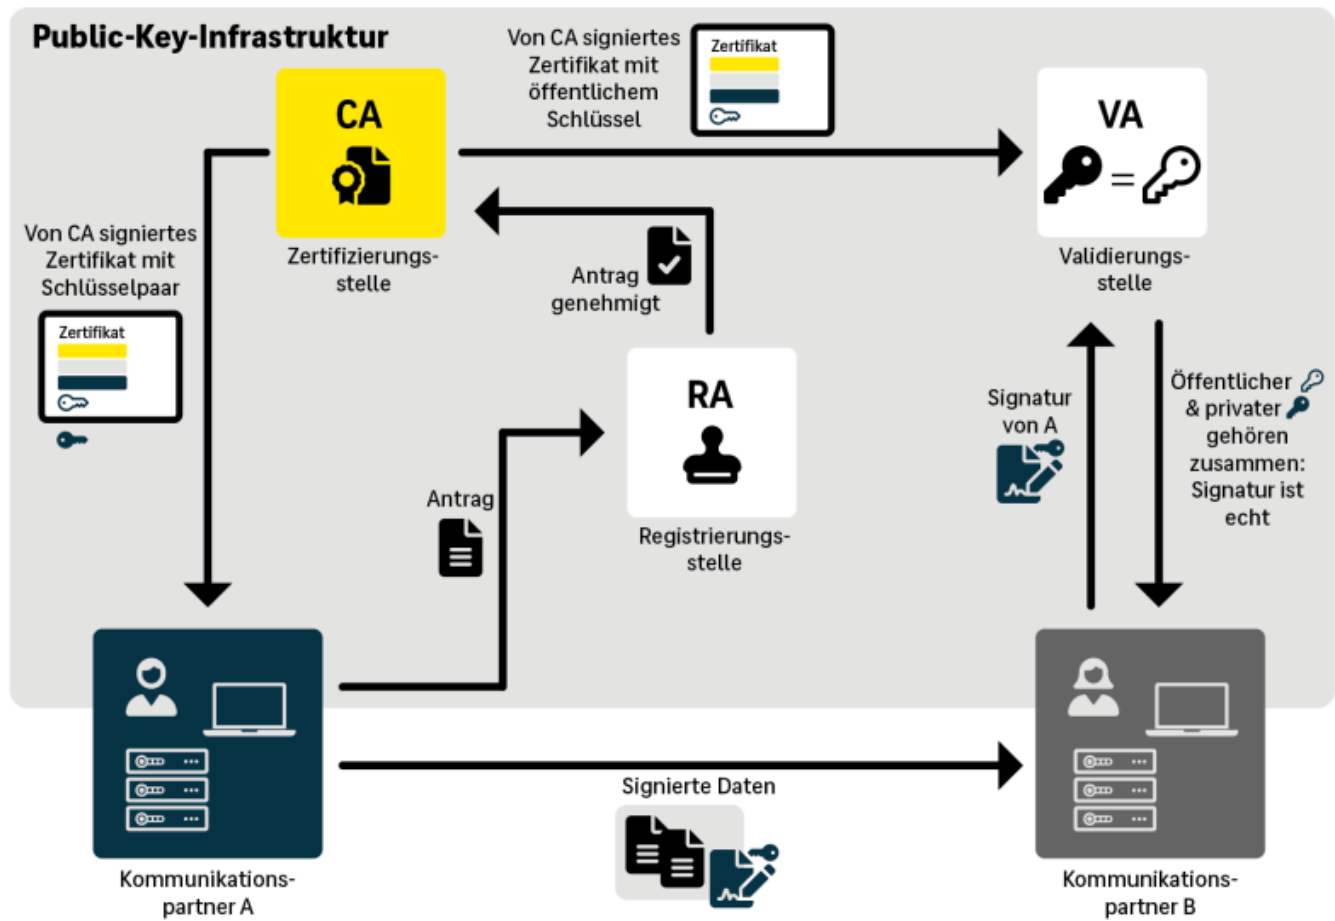 Public-Key-Infrastruktur
Von CA signiertes
Zertifikat mit
öffentlichem
Schlüssel
Zertifikat
CA
Zertifizierungs-
stelle
VA
=
Validierungs-
stelle
Von CA signiertes
Zertifikat mit
Schlüsselpaar
Zertifikat
Antrag
genehmigt
RA
Registrierungs-
stelle
Antrag
Signatur
von A
Öffentlicher
& privater
gehören
zusammen:
Signatur ist
echt
Kommunikations-
partner A
Signierte Daten
Kommunikations-
partner B